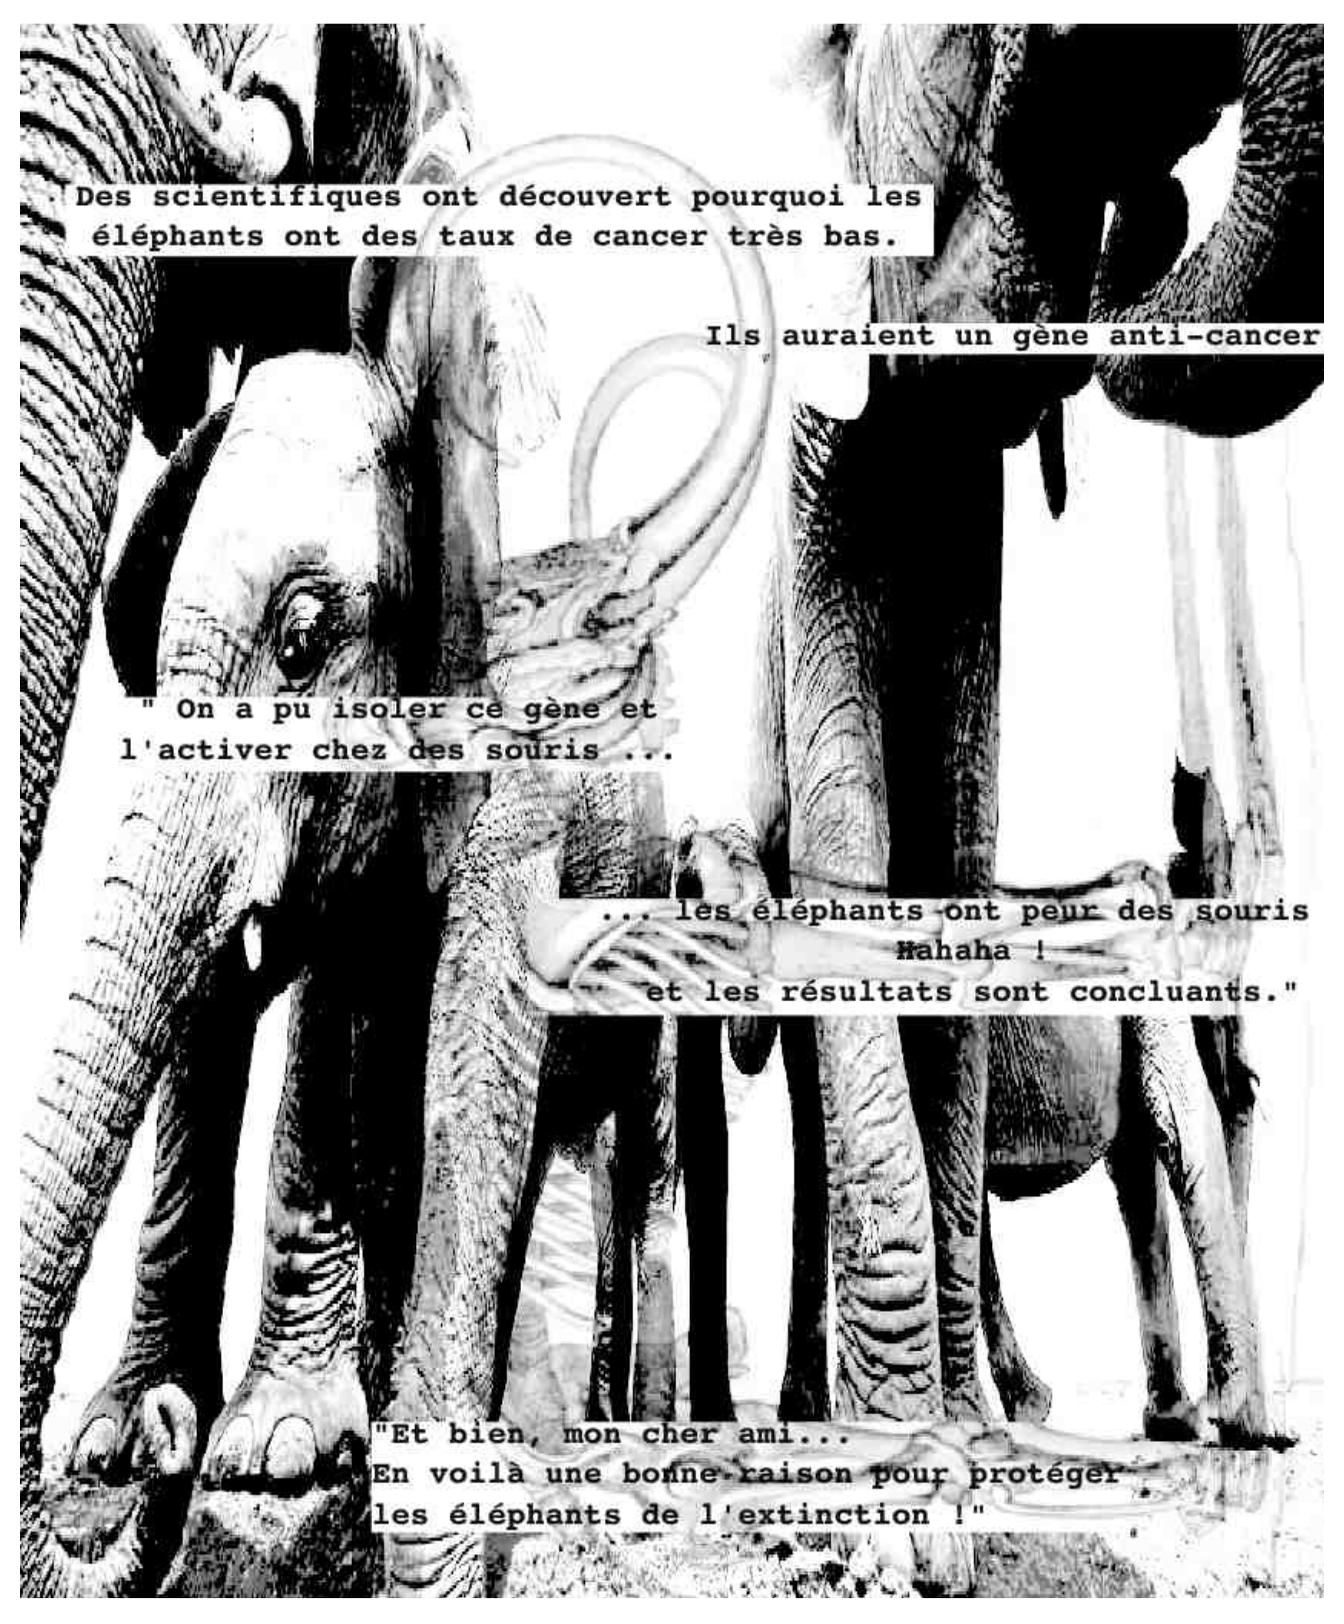 Des scientifiques ont découvert pourquoi les
éléphants ont des taux de cancer très bas.
Ils auraient un gène anti-cancer
" On a pu isoler ce gène et
l'activer chez des souris ...
... les éléphants ont peur des souris
Hahaha !
et les résultats sont concluants."
"Et bien, mon cher ami...
En voilà une bonne raison pour protéger
les éléphants de l'extinction !"